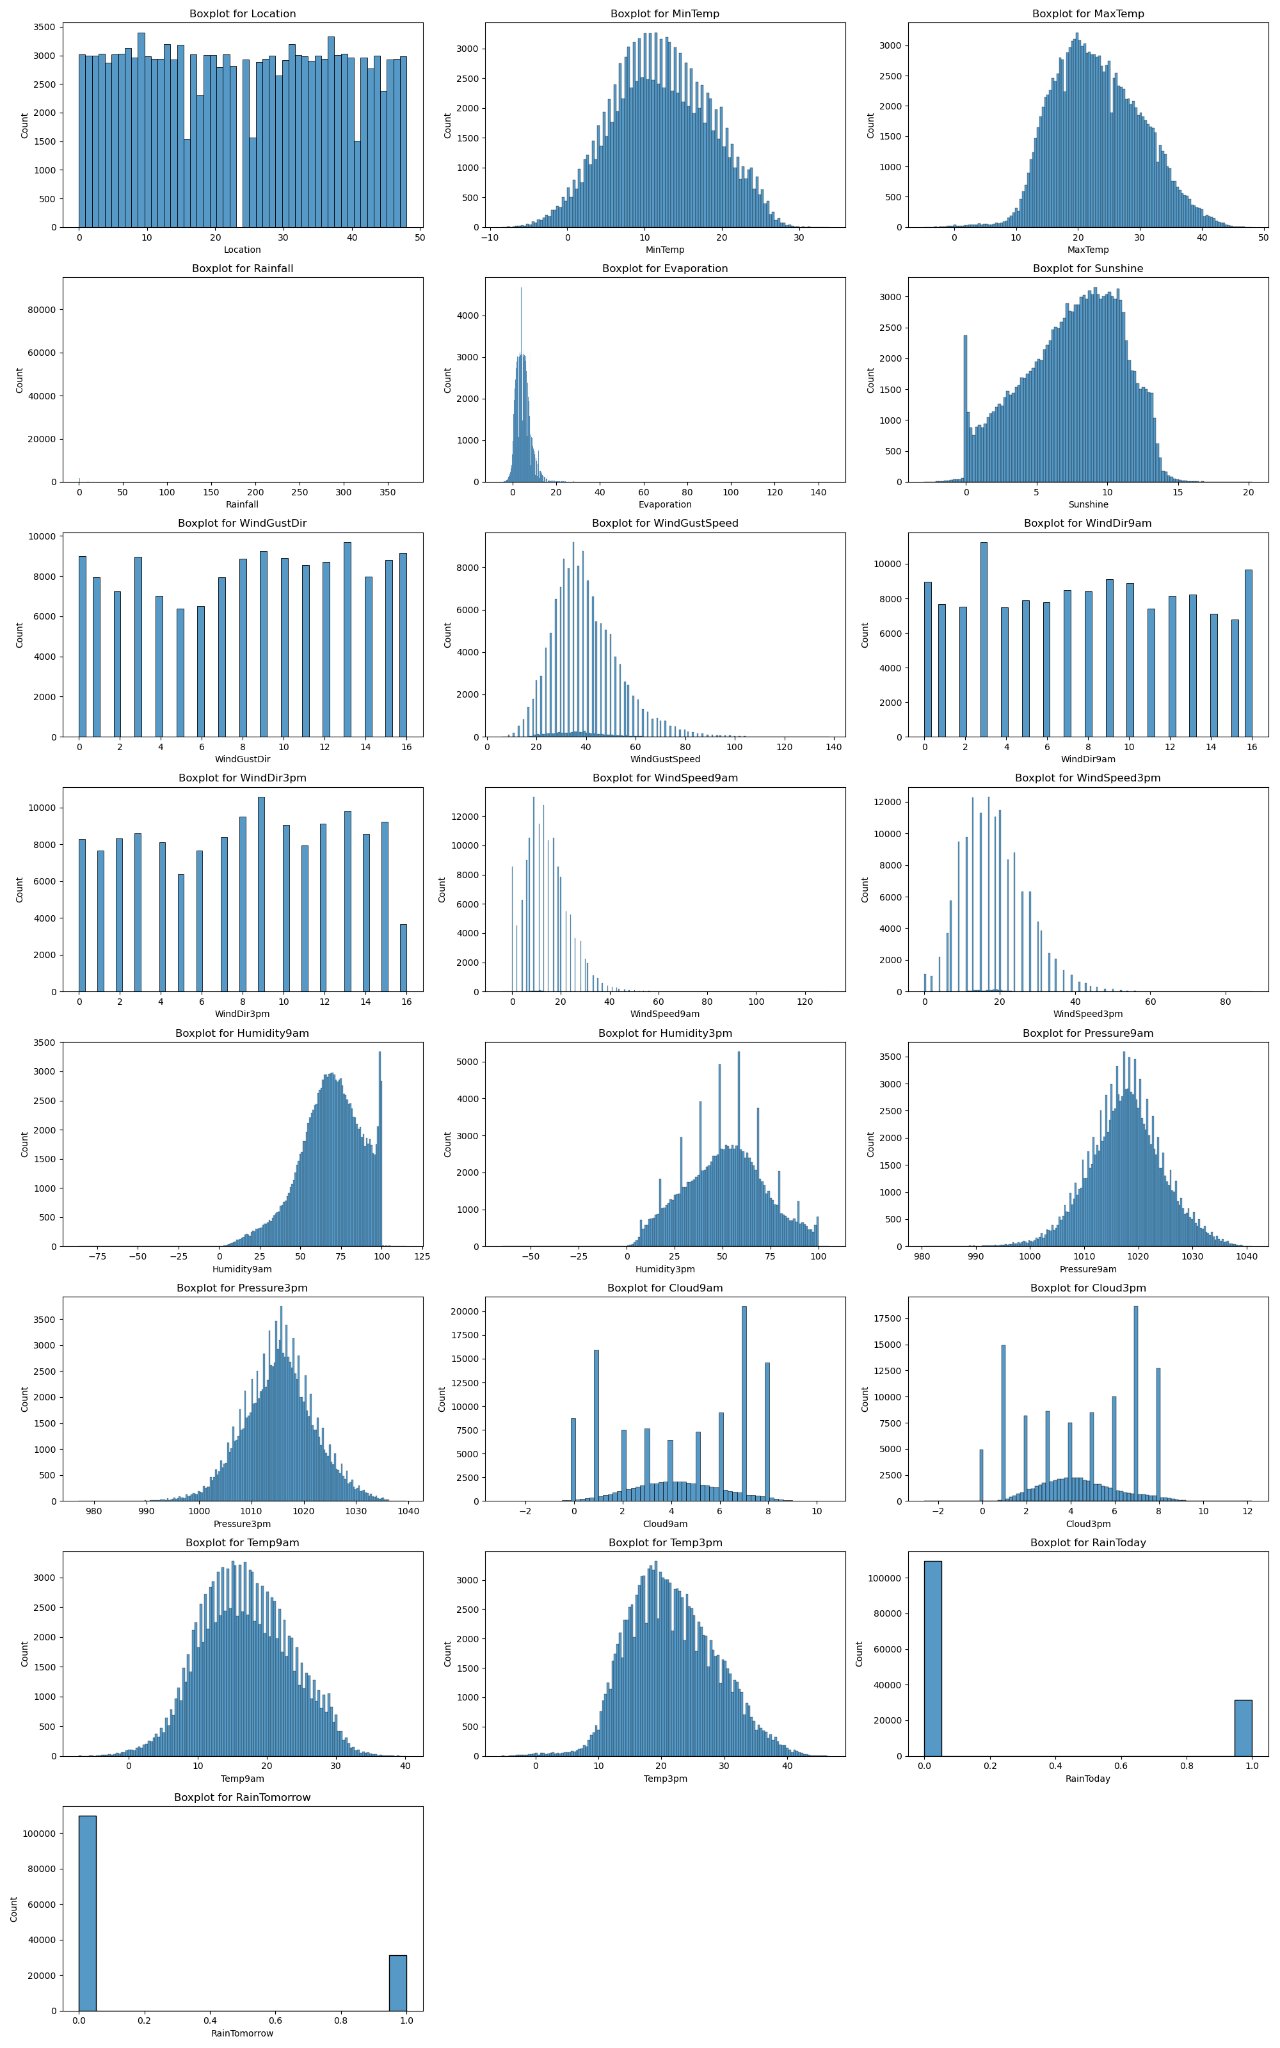 Boxplot for Location
Count
3500
3000
2500
2000
1500
1000
500
0
0 10 20 30 40 50
Location
Boxplot for MinTemp
Count
3000
2500
2000
1500
1000
500
0
−10 0 10 20 30
MinTemp
Boxplot for MaxTemp
Count
3000
2500
2000
1500
1000
500
0
0 10 20 30 40 50
MaxTemp
Boxplot for Rainfall
Count
80000
60000
40000
20000
0
0 50 100 150 200 250 300 350
Rainfall
Boxplot for Evaporation
Count
4000
3000
2000
1000
0
0 20 40 60 80 100 120 140
Evaporation
Boxplot for Sunshine
Count
3000
2500
2000
1500
1000
500
0
0 5 10 15 20
Sunshine
Boxplot for WindGustDir
Count
10000
8000
6000
4000
2000
0
0 2 4 6 8 10 12 14 16
WindGustDir
Boxplot for WindGustSpeed
Count
8000
6000
4000
2000
0
0 20 40 60 80 100 120 140
WindGustSpeed
Boxplot for WindDir9am
Count
10000
8000
6000
4000
2000
0
0 2 4 6 8 10 12 14 16
WindDir9am
Boxplot for WindDir3pm
Count
10000
8000
6000
4000
2000
0
0 2 4 6 8 10 12 14 16
WindDir3pm
Boxplot for WindSpeed9am
Count
12000
10000
8000
6000
4000
2000
0
0 20 40 60 80 100 120
WindSpeed9am
Boxplot for WindSpeed3pm
Count
12000
10000
8000
6000
4000
2000
0
0 20 40 60 80
WindSpeed3pm
Boxplot for Humidity9am
Count
3500
3000
2500
2000
1500
1000
500
0
−75 −50 −25 0 25 50 75 100 125
Humidity9am
Boxplot for Humidity3pm
Count
5000
4000
3000
2000
1000
0
−50 −25 0 25 50 75 100
Humidity3pm
Boxplot for Pressure9am
Count
3500
3000
2500
2000
1500
1000
500
0
980 990 1000 1010 1020 1030 1040
Pressure9am
Boxplot for Pressure3pm
Count
3500
3000
2500
2000
1500
1000
500
0
980 990 1000 1010 1020 1030 1040
Pressure3pm
Boxplot for Cloud9am
Count
20000
17500
15000
12500
10000
7500
5000
2500
0
−2 0 2 4 6 8 10
Cloud9am
Boxplot for Cloud3pm
Count
17500
15000
12500
10000
7500
5000
2500
0
−2 0 2 4 6 8 10 12
Cloud3pm
Boxplot for Temp9am
Count
3000
2500
2000
1500
1000
500
0
0 10 20 30 40
Temp9am
Boxplot for Temp3pm
Count
3000
2500
2000
1500
1000
500
0
0 10 20 30 40
Temp3pm
Boxplot for RainToday
Count
100000
80000
60000
40000
20000
0
0.0 0.2 0.4 0.6 0.8 1.0
RainToday
Boxplot for RainTomorrow
Count
100000
80000
60000
40000
20000
0
0.0 0.2 0.4 0.6 0.8 1.0
RainTomorrow